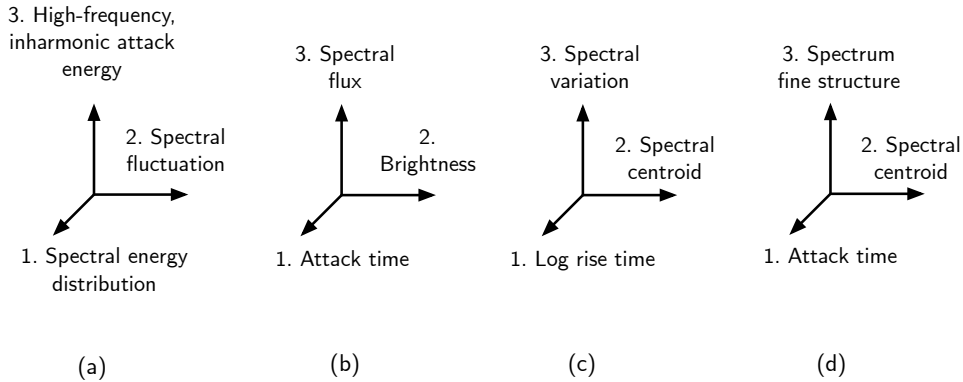 3. High-frequency,
inharmonic attack
energy
2. Spectral
fluctuation
1. Spectral energy
distribution
(a)
3. Spectral
flux
2.
Brightness
1. Attack time
(b)
3. Spectral
variation
2. Spectral
centroid
1. Log rise time
(c)
3. Spectrum
fine structure
2. Spectral
centroid
1. Attack time
(d)